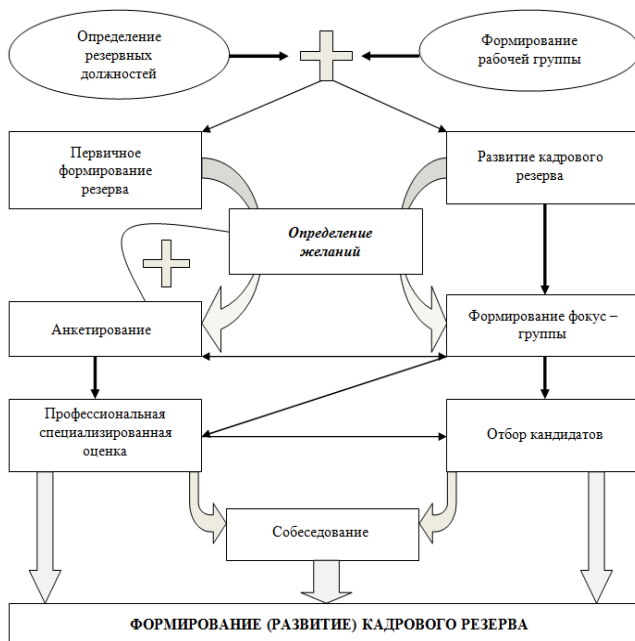 Определение
резервных
должностей
Формирование
рабочей группы
Первичное
формирование
резерва
Развитие кадрового
резерва
Определение
желаний
Анкетирование
Формирование фокус –
группы
Профессиональная
специализированная
оценка
Отбор кандидатов
Собеседование
ФОРМИРОВАНИЕ (РАЗВИТИЕ) КАДРОВОГО РЕЗЕРВА